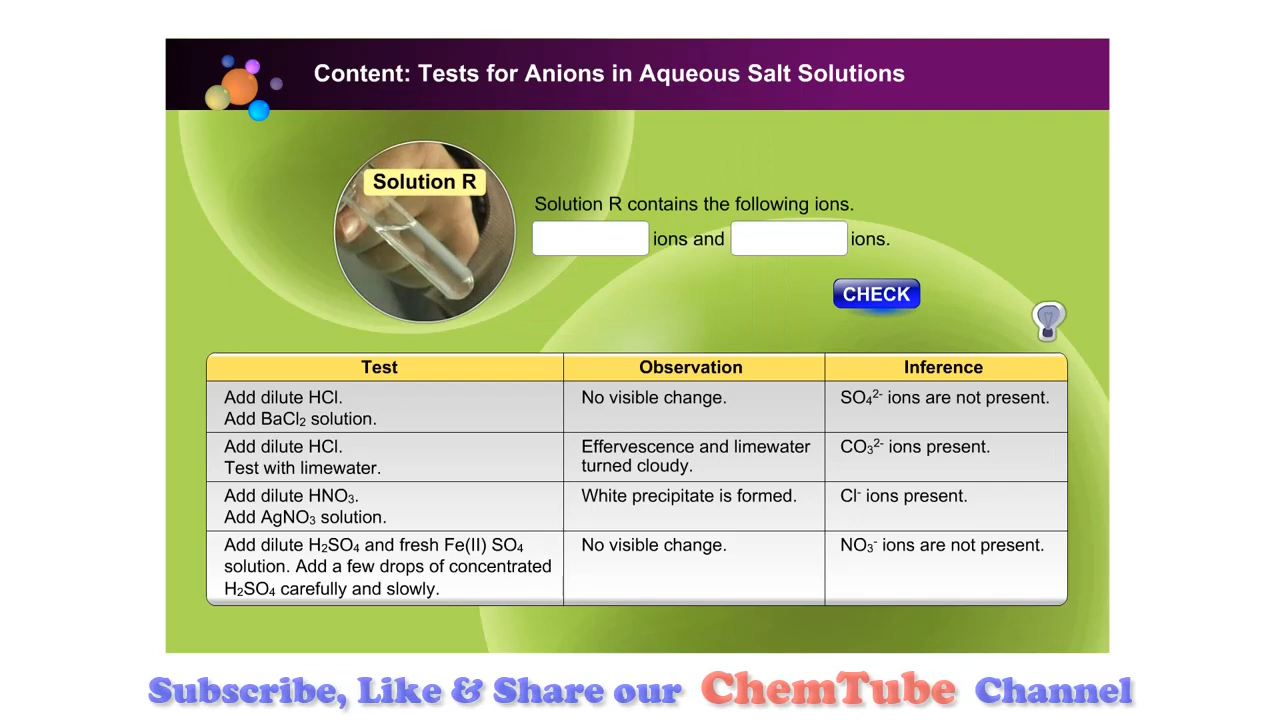 Content: Tests for Anions in Aqueous Salt Solutions
Solution R
Solution R contains the following ions.
ions and ions.
CHECK
Test Observation Inference
Add dilute HCl. No visible change. SO₄²⁻ ions are not present.
Add BaCl₂ solution.
Add dilute HCl. Effervescence and limewater CO₃²⁻ ions present.
Test with limewater. turned cloudy.
Add dilute HNO₃. White precipitate is formed. Cl⁻ ions present.
Add AgNO₃ solution.
Add dilute H₂SO₄ and fresh Fe(II) SO₄ No visible change. NO₃⁻ ions are not present.
solution. Add a few drops of concentrated
H₂SO₄ carefully and slowly.
Subscribe, Like & Share our ChemTube Channel